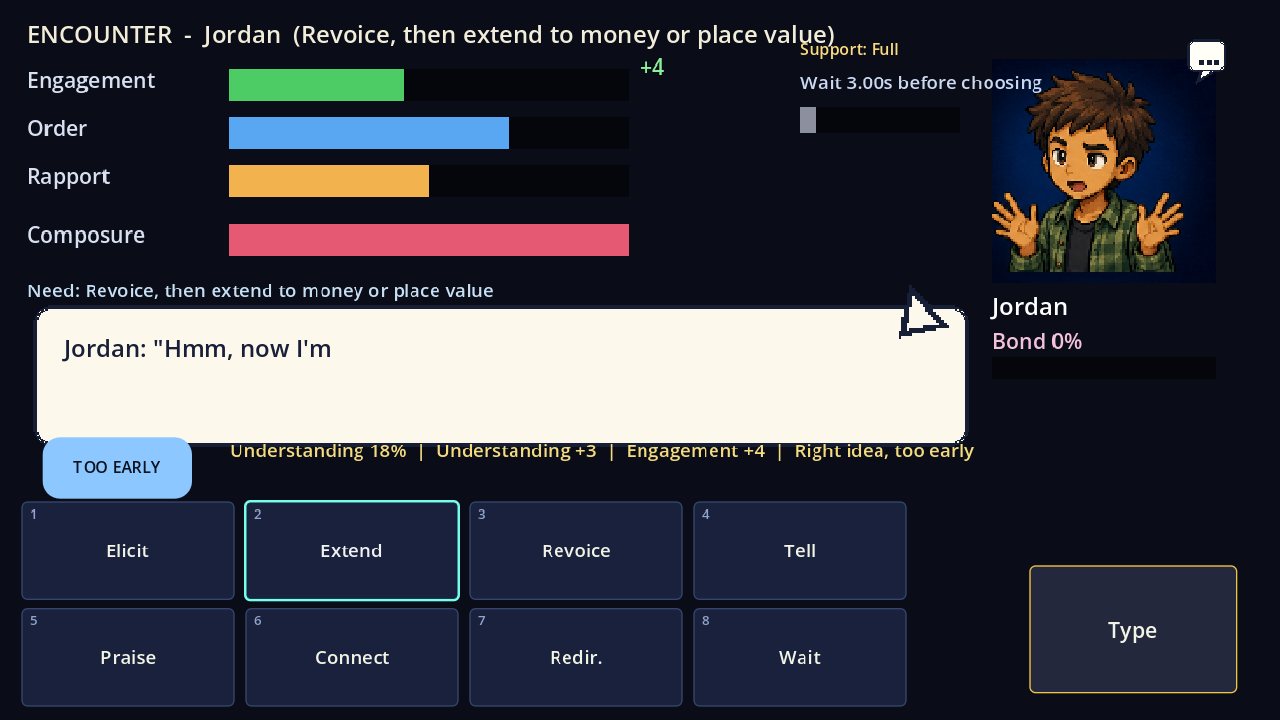 ENCOUNTER - Jordan (Revoice, then extend to money or place value)
Support: Full
Engagement
+4
Wait 3.00s before choosing
Order
Rapport
Composure
Need: Revoice, then extend to money or place value
Jordan
Bond 0%
Jordan: "Hmm, now I'm
TOO EARLY
Understanding 18% | Understanding +3 | Engagement +4 | Right idea, too early
1 Elicit
2 Extend
3 Revoice
4 Tell
5 Praise
6 Connect
7 Redir.
8 Wait
Type